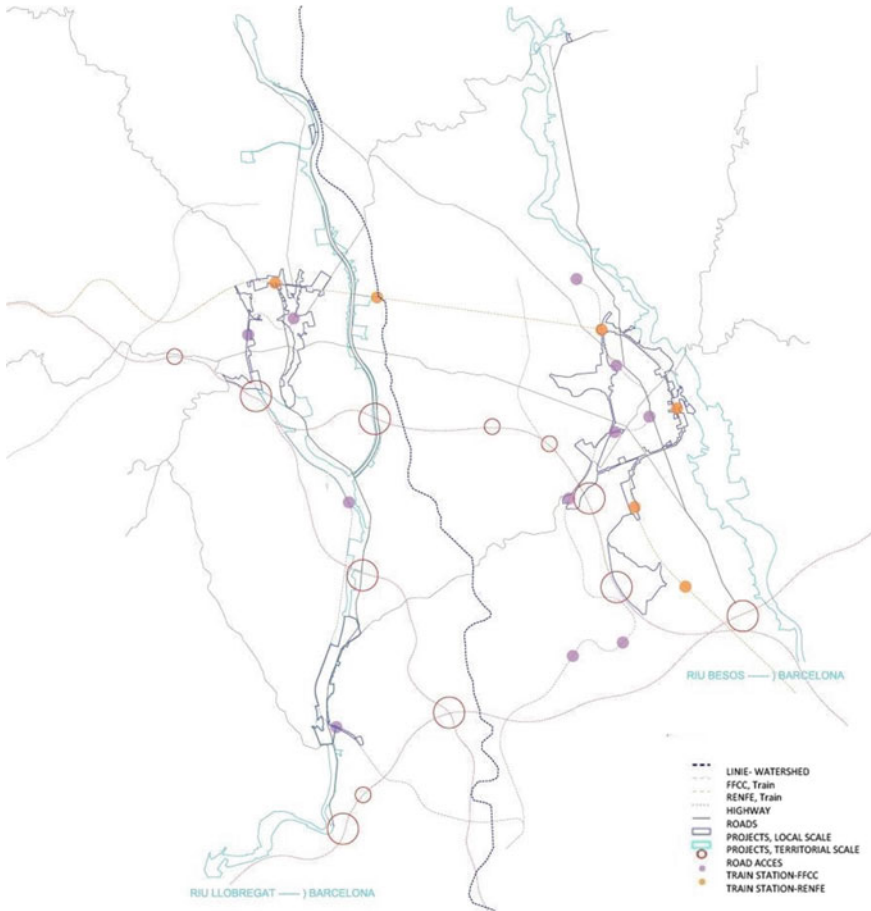 RIU BESOS ——) BARCELONA
LINIE- WATERSHED
FFCC, Train
RENFE, Train
HIGHWAY
ROADS
PROJECTS, LOCAL SCALE
PROJECTS, TERRITORIAL SCALE
ROAD ACCES
TRAIN STATION-FFCC
TRAIN STATION-RENFE
RIU LLOBREGAT ——) BARCELONA